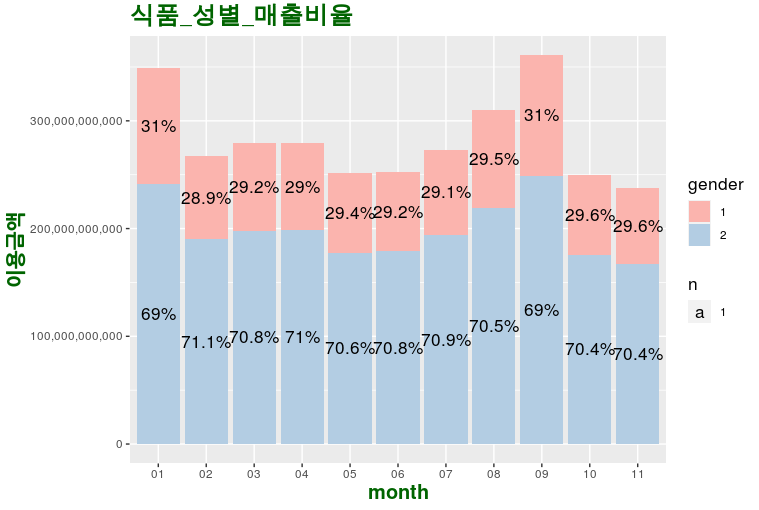 식품_성별_매출비율
이용금액
300,000,000,000
200,000,000,000
100,000,000,000
0
31% 28.9% 29.2% 29% 29.4% 29.2% 29.1% 29.5% 31% 29.6% 29.6%
69% 71.1% 70.8% 71% 70.6% 70.8% 70.9% 70.5% 69% 70.4% 70.4%
01 02 03 04 05 06 07 08 09 10 11
month
gender
1
2
n
a 1